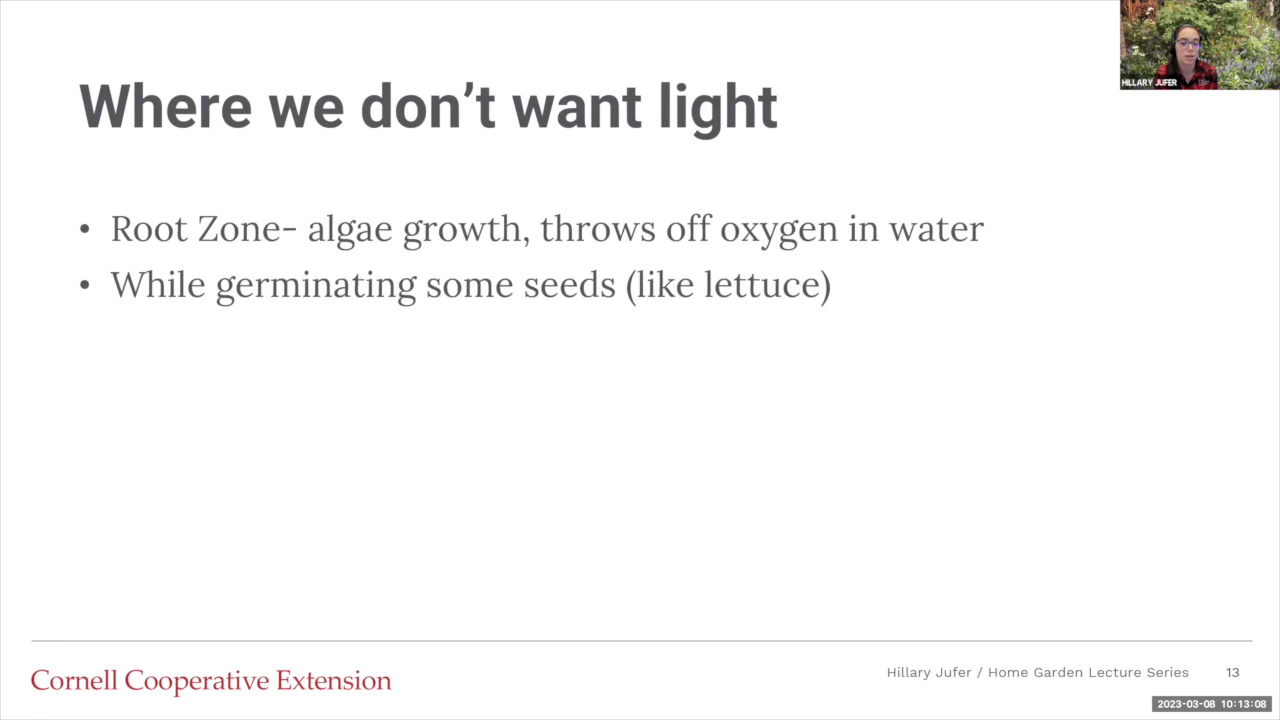 HILLARY JUFER
Where we don’t want light
• Root Zone- algae growth, throws off oxygen in water
• While germinating some seeds (like lettuce)
Cornell Cooperative Extension
Hillary Jufer / Home Garden Lecture Series 13
2023-03-08 10:13:08